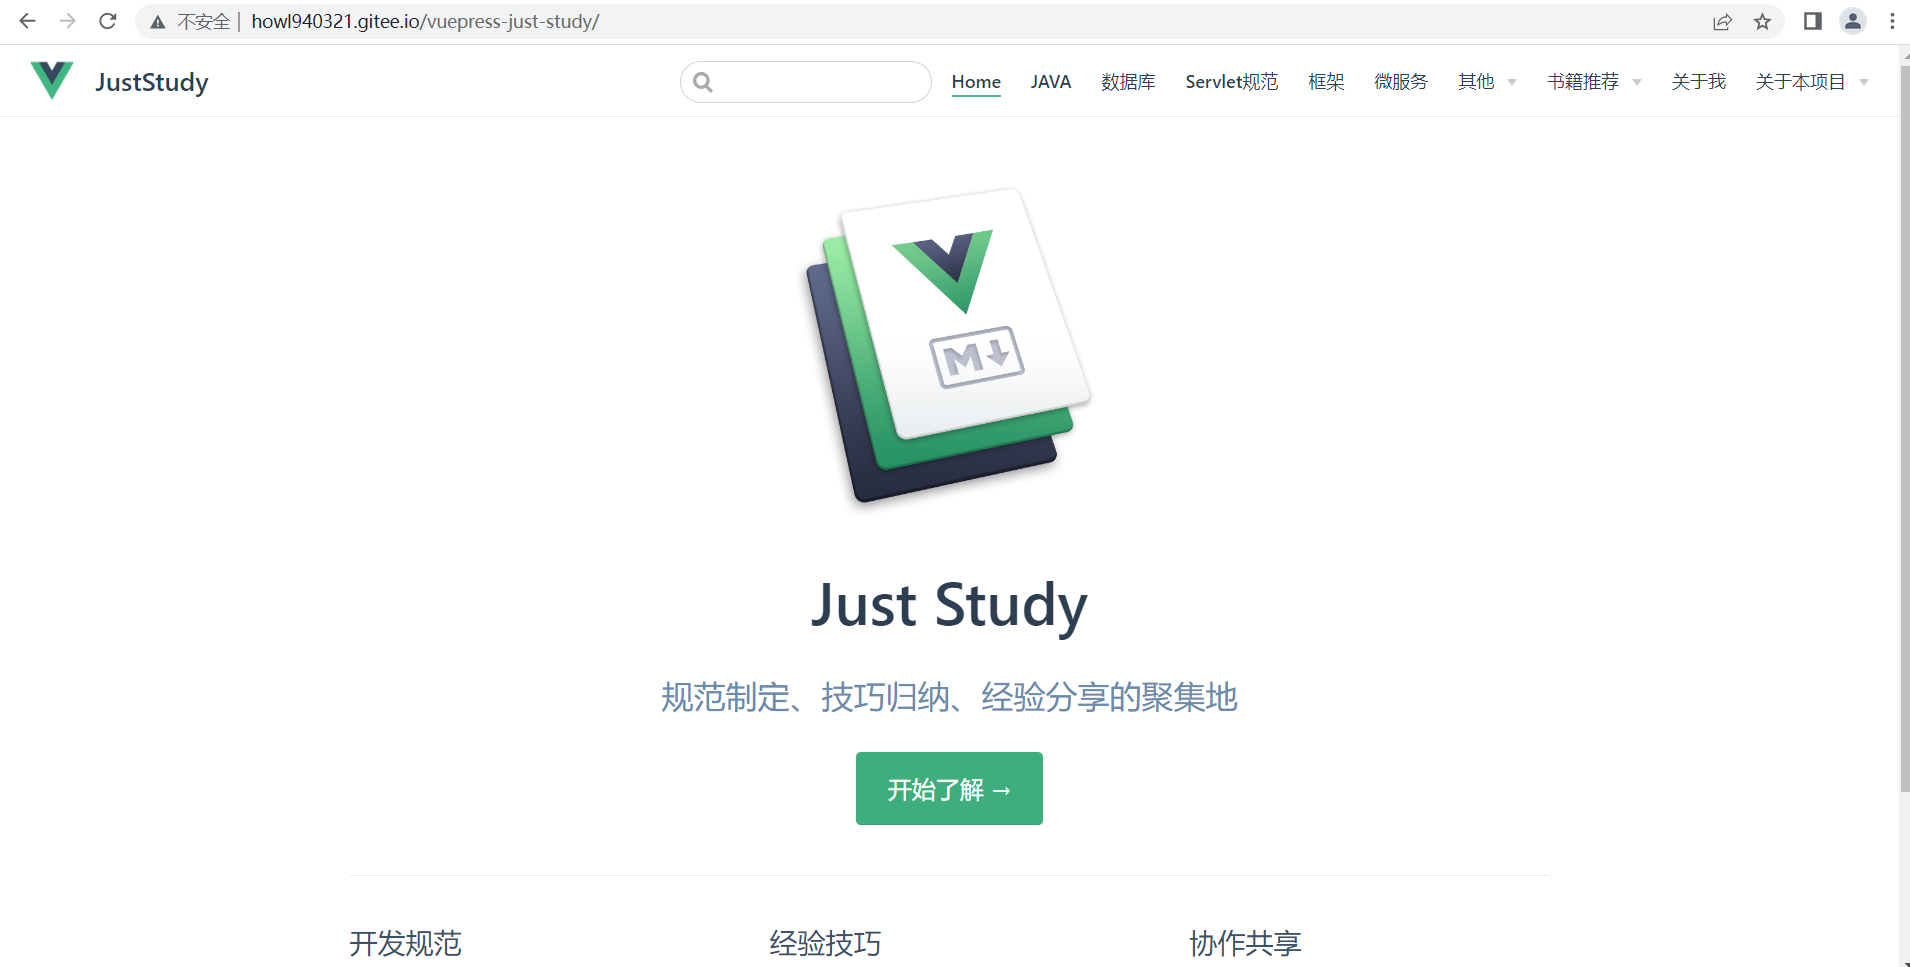 不安全 | howl940321.gitee.io/vuepress-just-study/
JustStudy Home JAVA 数据库 Servlet规范 框架 微服务 其他 书籍推荐 关于我 关于本项目
M
Just Study
规范制定、技巧归纳、经验分享的聚集地
开始了解 →
开发规范 经验技巧 协作共享